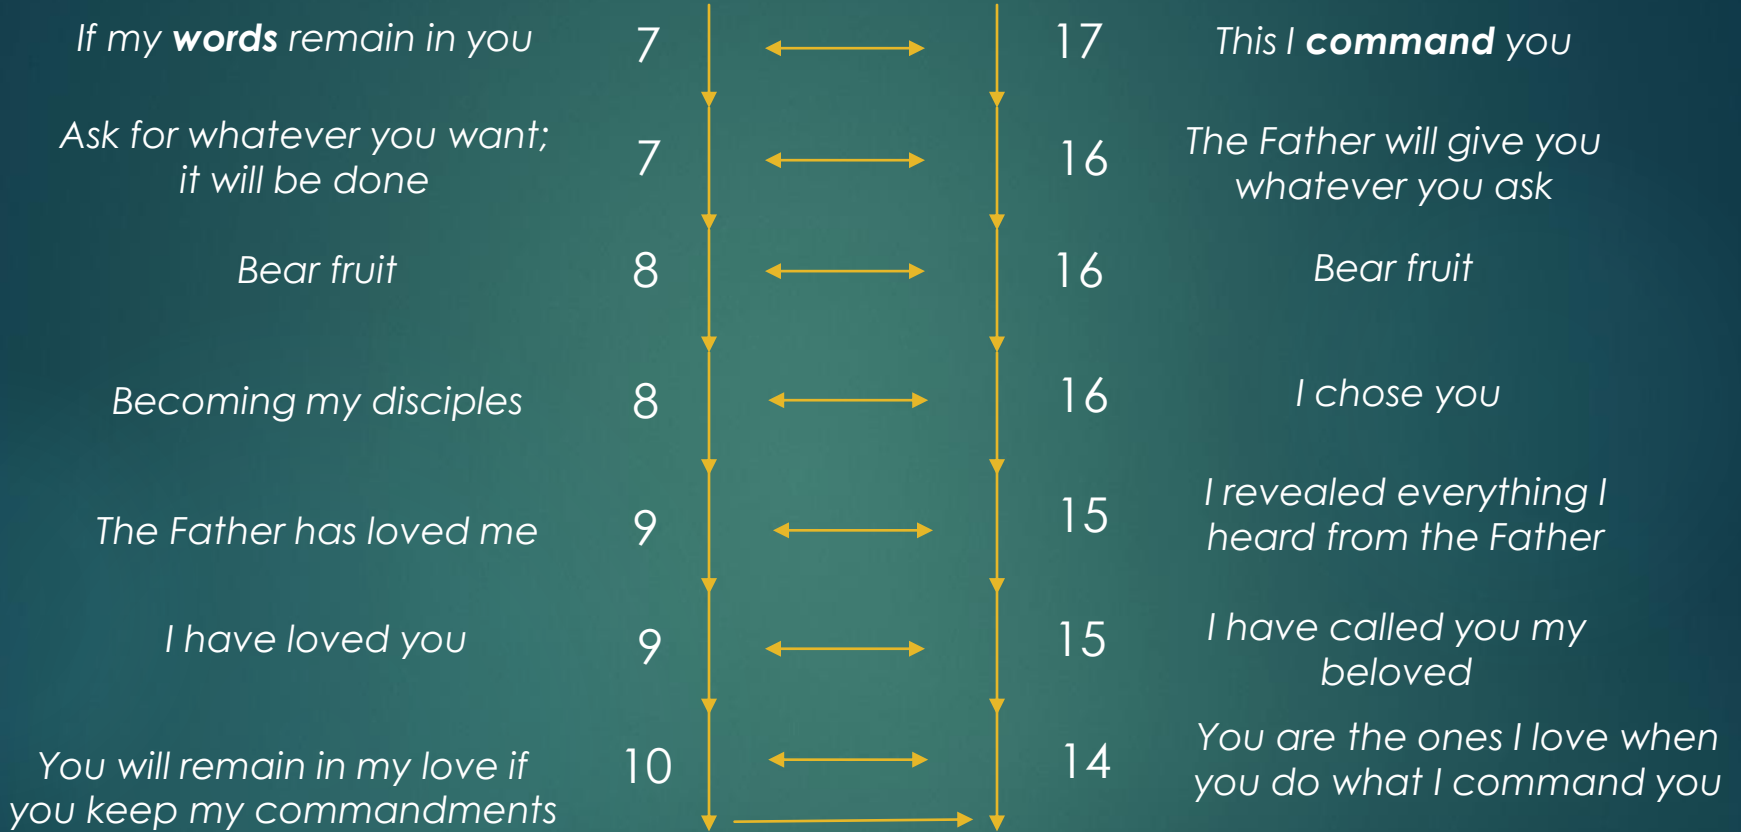 If my words remain in you 7 17 This I command you
Ask for whatever you want;
it will be done
7 16
The Father will give you
whatever you ask
Bear fruit 8 16 Bear fruit
Becoming my disciples 8 16 I chose you
The Father has loved me 9 15
I revealed everything I
heard from the Father
I have loved you 9 15
I have called you my
beloved
You will remain in my love if
you keep my commandments
10 14
You are the ones I love when
you do what I command you